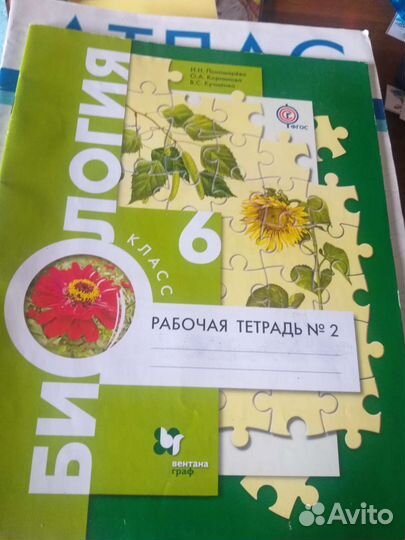 АТЛАС
И.Н. Пономарёва
О.А. Корнилова
В.С. Кучменко
ФГОС
БИОЛОГИЯ
6
КЛАСС
РАБОЧАЯ ТЕТРАДЬ № 2
вентана
граф
Avito